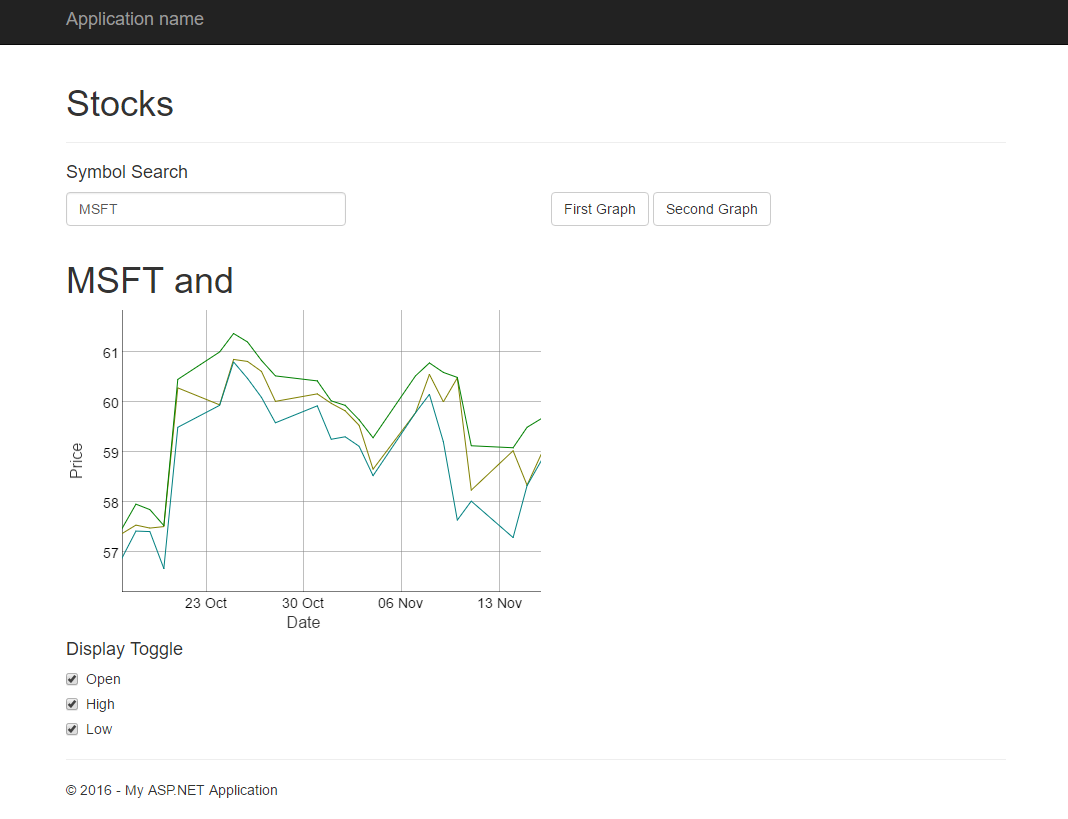 Application name
Stocks
Symbol Search
MSFT
First Graph Second Graph
MSFT and
61
60
59
58
57
Price
23 Oct 30 Oct 06 Nov 13 Nov
Date
Display Toggle
Open
High
Low
© 2016 - My ASP.NET Application